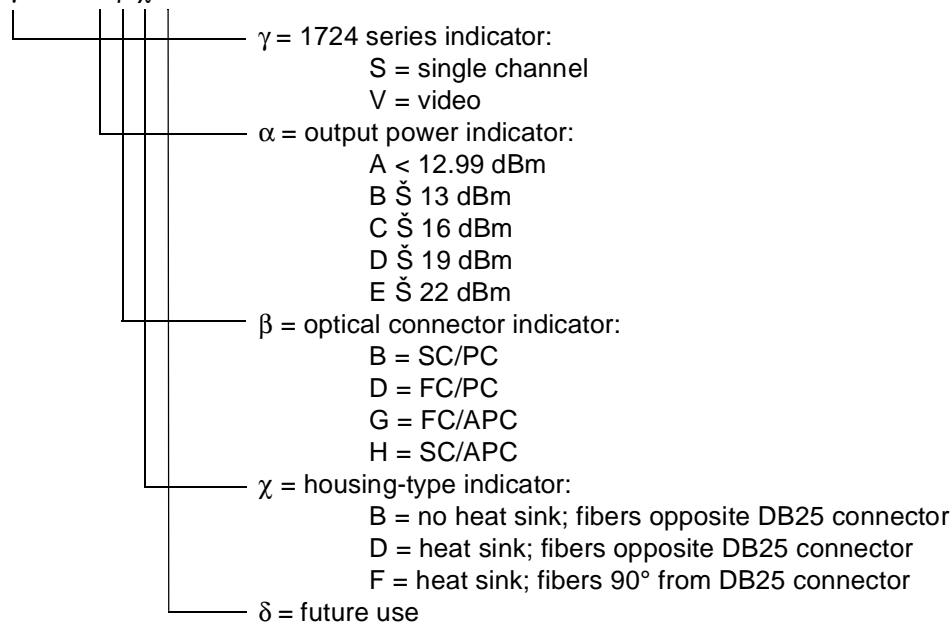 γ = 1724 series indicator:
S = single channel
V = video
α = output power indicator:
A < 12.99 dBm
B Š 13 dBm
C Š 16 dBm
D Š 19 dBm
E Š 22 dBm
β = optical connector indicator:
B = SC/PC
D = FC/PC
G = FC/APC
H = SC/APC
χ = housing-type indicator:
B = no heat sink; fibers opposite DB25 connector
D = heat sink; fibers opposite DB25 connector
F = heat sink; fibers 90° from DB25 connector
δ = future use